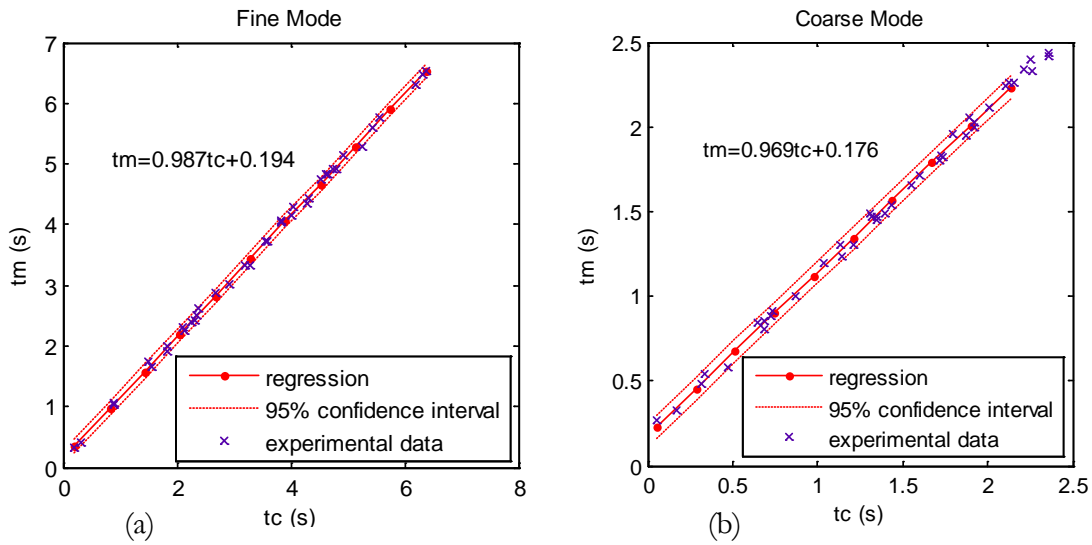 Fine Mode
7
6
5
4
3
2
1
0
tm (s)
tm=0.987tc+0.194
regression
95% confidence interval
experimental data
0 2 4 6 8
tc (s)
(a)
Coarse Mode
2.5
2
1.5
1
0.5
0
tm (s)
tm=0.969tc+0.176
regression
95% confidence interval
experimental data
0 0.5 1 1.5 2 2.5
tc (s)
(b)